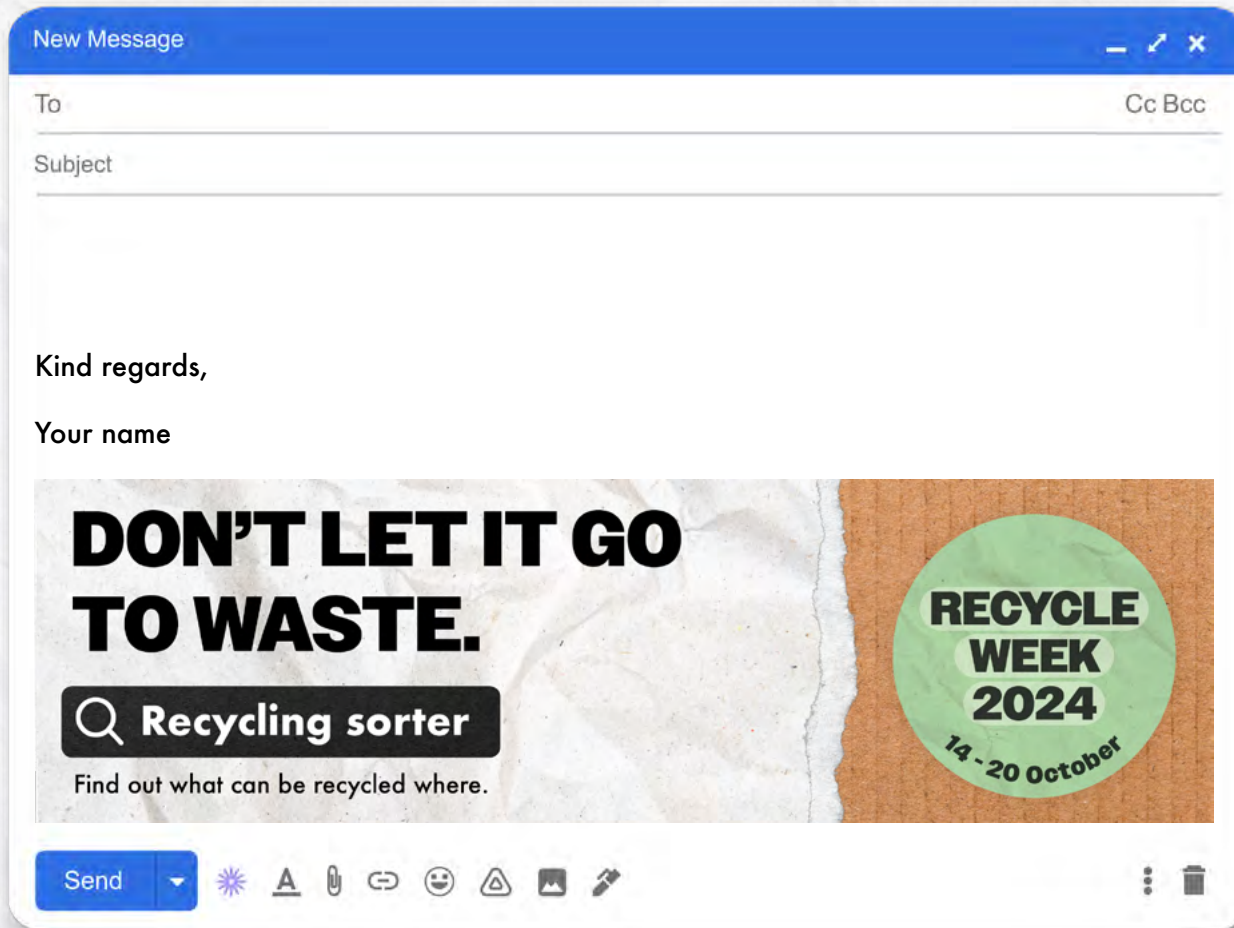 New Message
To
Cc Bcc
Subject
Kind regards,
Your name
DON’T LET IT GO
TO WASTE.
Recycling sorter
Find out what can be recycled where.
RECYCLE
WEEK
2024
14 - 20 October
Send
A